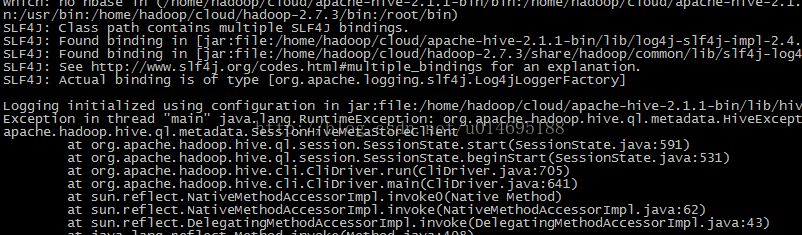 which: no hbase in (/home/hadoop/cloud/apache-hive-2.1.1-bin/bin:/home/hadoop/cloud/apache-hive-2.1.1-bi
n:/usr/bin:/home/hadoop/cloud/hadoop-2.7.3/bin:/root/bin)
SLF4J: Class path contains multiple SLF4J bindings.
SLF4J: Found binding in [jar:file:/home/hadoop/cloud/apache-hive-2.1.1-bin/lib/log4j-slf4j-impl-2.4.
SLF4J: Found binding in [jar:file:/home/hadoop/cloud/hadoop-2.7.3/share/hadoop/common/lib/slf4j-log4
SLF4J: See http://www.slf4j.org/codes.html#multiple_bindings for an explanation.
SLF4J: Actual binding is of type [org.apache.logging.slf4j.Log4jLoggerFactory]
Logging initialized using configuration in jar:file:/home/hadoop/cloud/apache-hive-2.1.1-bin/lib/hiv
Exception in thread "main" java.lang.RuntimeException: org.apache.hadoop.hive.ql.metadata.HiveExcept
apache.hadoop.hive.ql.metadata.SessionHiveMetaStoreClient
http://blog.csdn.net/u014695188
at org.apache.hadoop.hive.ql.session.SessionState.start(SessionState.java:591)
at org.apache.hadoop.hive.ql.session.SessionState.beginStart(SessionState.java:531)
at org.apache.hadoop.hive.cli.CliDriver.run(CliDriver.java:705)
at org.apache.hadoop.hive.cli.CliDriver.main(CliDriver.java:641)
at sun.reflect.NativeMethodAccessorImpl.invoke0(Native Method)
at sun.reflect.NativeMethodAccessorImpl.invoke(NativeMethodAccessorImpl.java:62)
at sun.reflect.DelegatingMethodAccessorImpl.invoke(DelegatingMethodAccessorImpl.java:43)
at java.lang.reflect.Method.invoke(Method.java:498)